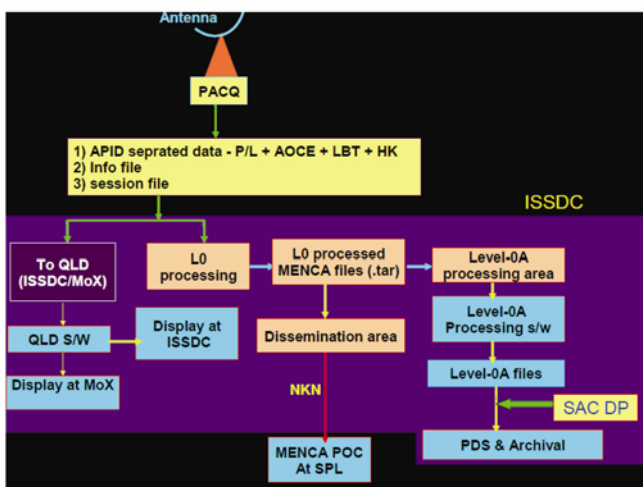 Antenna
PACQ
1) APID seprated data - P/L + AOCE + LBT + HK
2) Info file
3) session file
ISSDC
To QLD
(ISSDC/MoX)
L0
processing
L0 processed
MENCA files (.tar)
Level-0A
processing area
QLD S/W
Display at
ISSDC
Dissemination area
Level-0A
Processing s/w
Display at MoX
NKN
Level-0A files
SAC DP
MENCA POC
At SPL
PDS & Archival